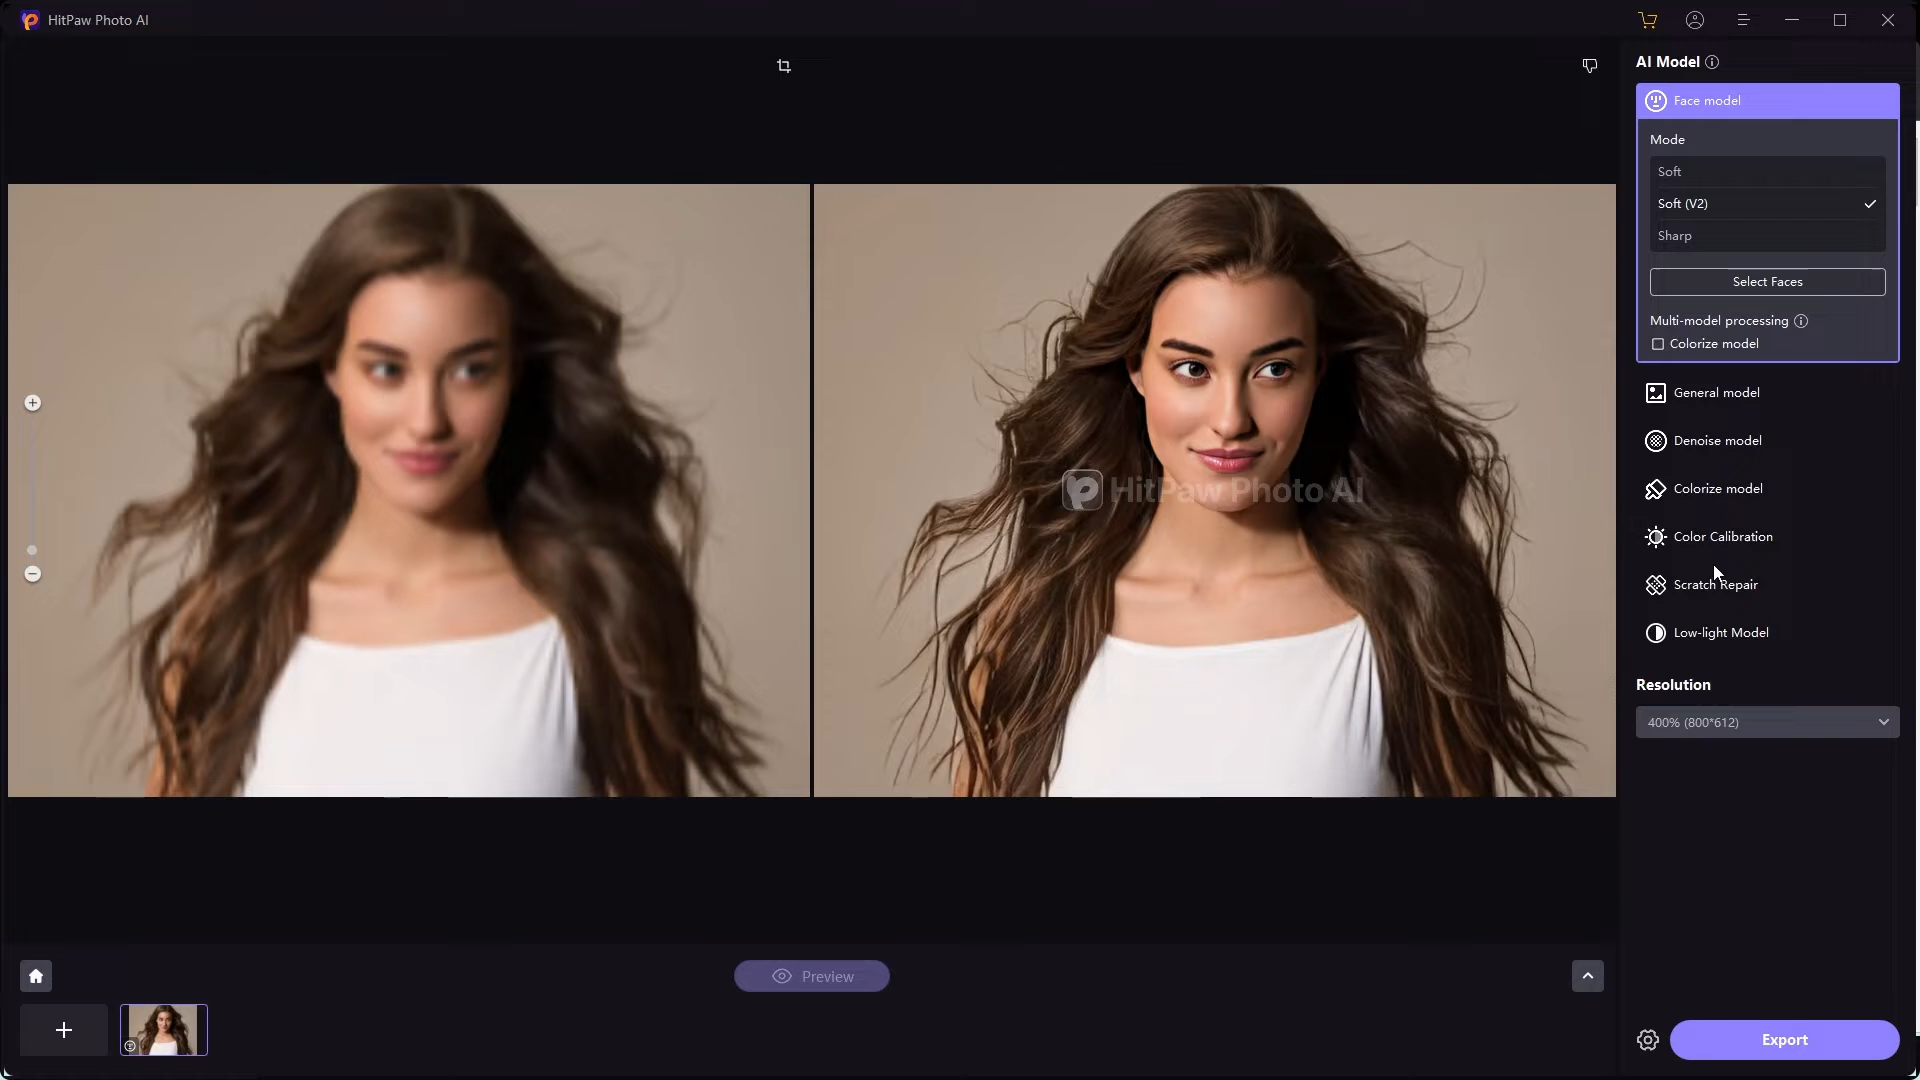 HitPaw Photo AI
AI Model
Face model
Mode
Soft
Soft (V2)
Sharp
Select Faces
Multi-model processing
Colorize model
General model
Denoise model
Colorize model
Color Calibration
Scratch Repair
Low-light Model
Resolution
400% (800*612)
HitPaw Photo AI
Preview
Export